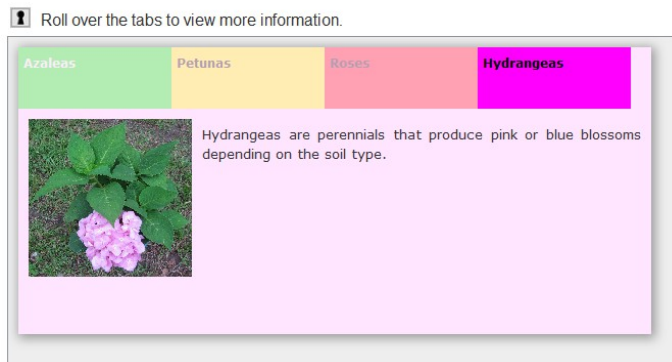 Roll over the tabs to view more information.
Azaleas Petunas Roses Hydrangeas
Hydrangeas are perennials that produce pink or blue blossoms
depending on the soil type.